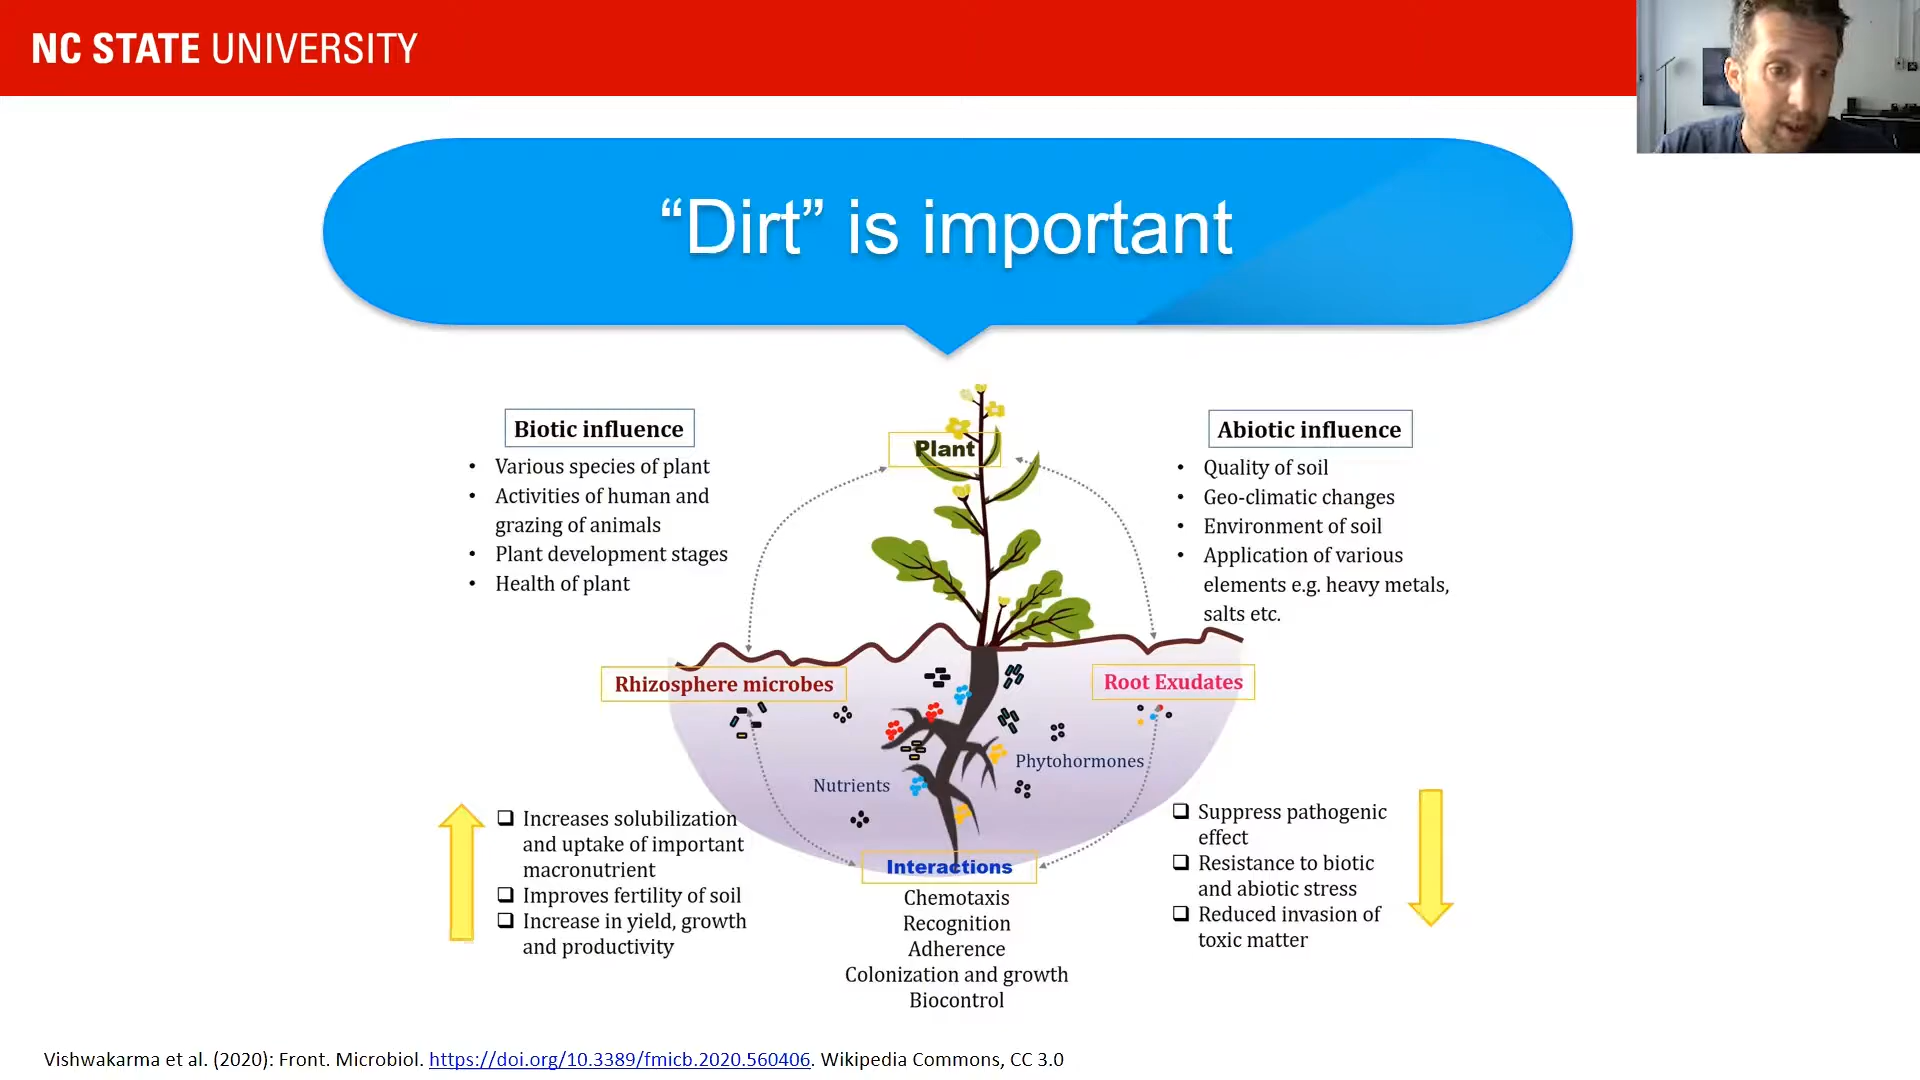 NC STATE UNIVERSITY
“Dirt” is important
Biotic influence
• Various species of plant
• Activities of human and
grazing of animals
• Plant development stages
• Health of plant
Plant
Abiotic influence
• Quality of soil
• Geo-climatic changes
• Environment of soil
• Application of various
elements e.g. heavy metals,
salts etc.
Rhizosphere microbes
Root Exudates
Phytohormones
Nutrients
Increases solubilization
and uptake of important
macronutrient
Improves fertility of soil
Increase in yield, growth
and productivity
Interactions
Chemotaxis
Recognition
Adherence
Colonization and growth
Biocontrol
Suppress pathogenic
effect
Resistance to biotic
and abiotic stress
Reduced invasion of
toxic matter
Vishwakarma et al. (2020): Front. Microbiol. https://doi.org/10.3389/fmicb.2020.560406. Wikipedia Commons, CC 3.0